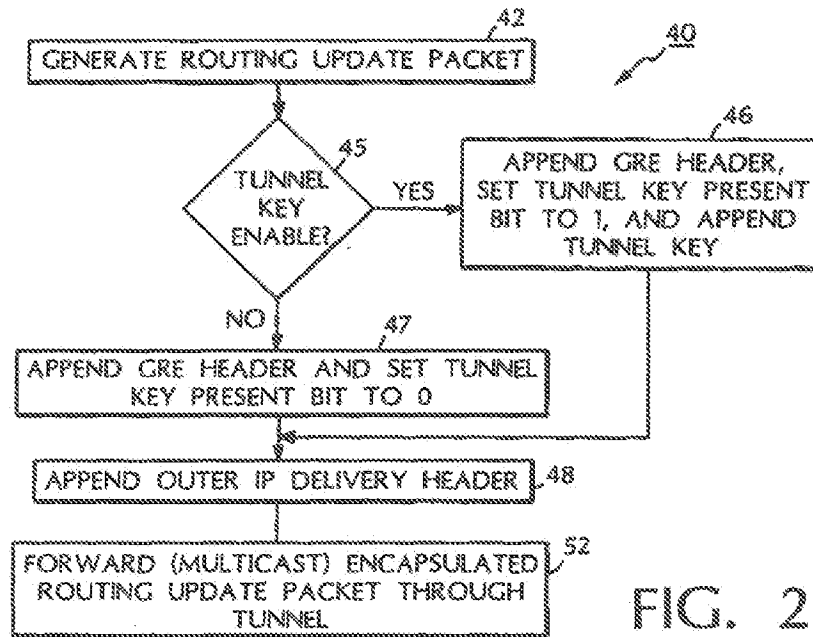 42
GENERATE ROUTING UPDATE PACKET
40
45
TUNNEL
KEY
ENABLE?
YES
46
APPEND GRE HEADER,
SET TUNNEL KEY PRESENT
BIT TO 1, AND APPEND
TUNNEL KEY
NO
47
APPEND GRE HEADER AND SET TUNNEL
KEY PRESENT BIT TO 0
APPEND OUTER IP DELIVERY HEADER
48
52
FORWARD (MULTICAST) ENCAPSULATED
ROUTING UPDATE PACKET THROUGH
TUNNEL
FIG. 2